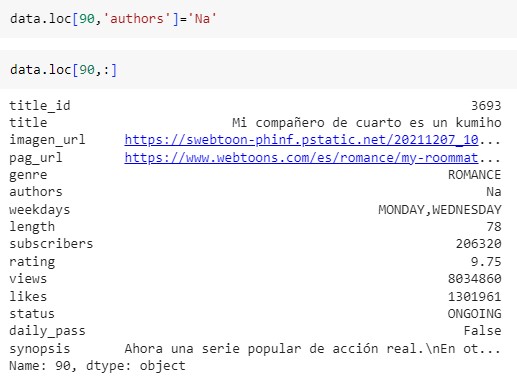 data.loc[90,'authors']='Na'
data.loc[90,:]
title_id 3693
title Mi compañero de cuarto es un kumiho
imagen_url https://swebtoon-phinf.pstatic.net/20211207_10...
pag_url https://www.webtoons.com/es/romance/my-roommat...
genre ROMANCE
authors Na
weekdays MONDAY,WEDNESDAY
length 78
subscribers 206320
rating 9.75
views 8034860
likes 1301961
status ONGOING
daily_pass False
synopsis Ahora una serie popular de acción real.\nEn ot...
Name: 90, dtype: object